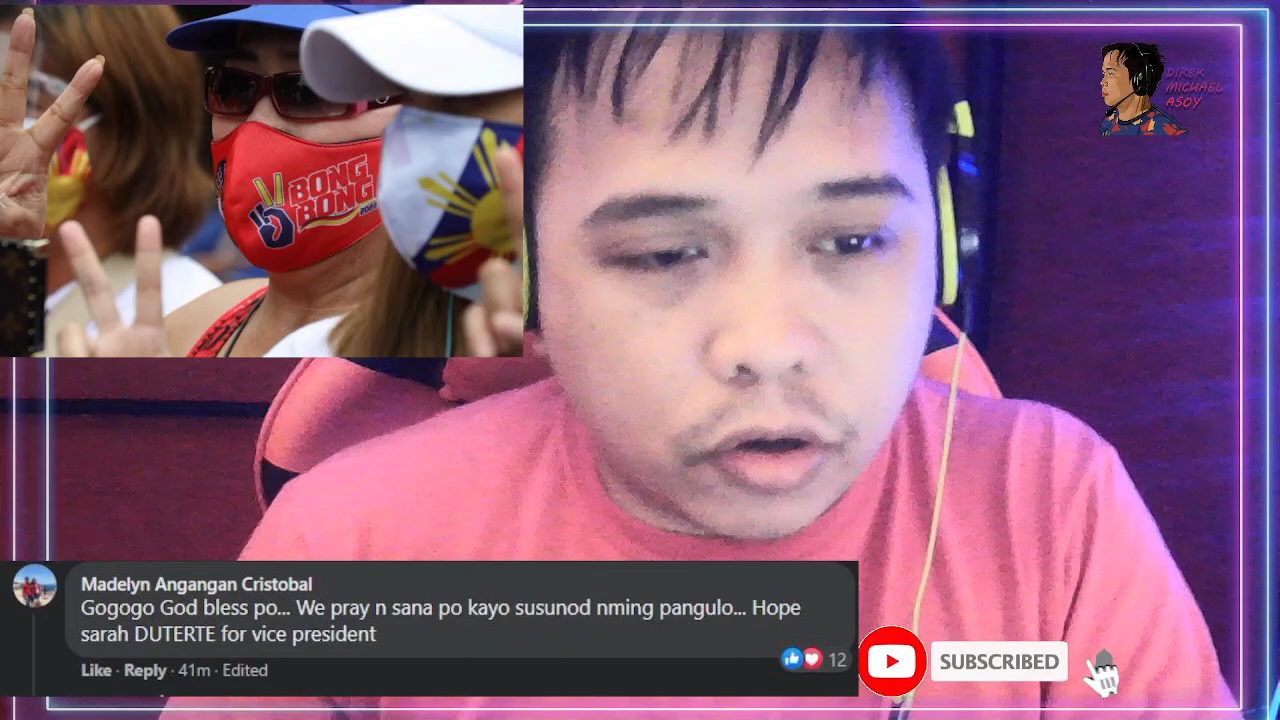 BONG
BONG
2022
DIREK
MICHAEL
ASOY
Madelyn Angangan Cristobal
Gogogo God bless po... We pray n sana po kayo susunod nming pangulo... Hope
sarah DUTERTE for vice president
Like · Reply · 41m · Edited
12
SUBSCRIBED